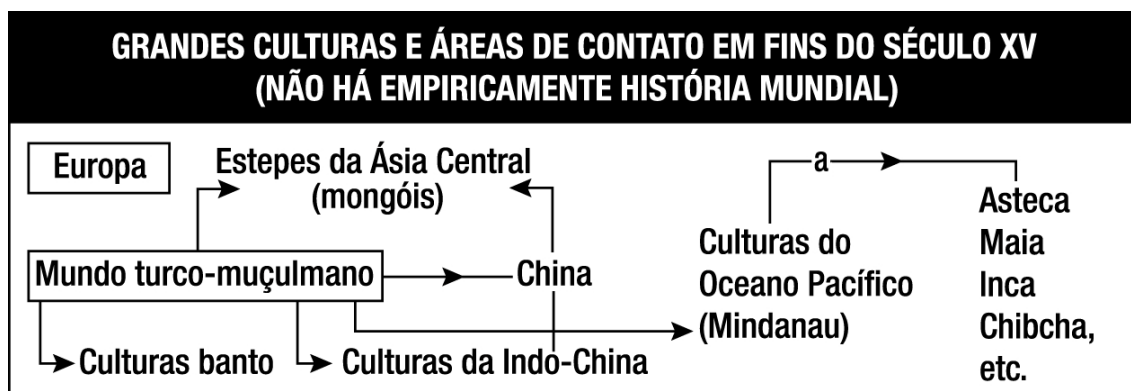 GRANDES CULTURAS E ÁREAS DE CONTATO EM FINS DO SÉCULO XV
(NÃO HÁ EMPIRICAMENTE HISTÓRIA MUNDIAL)
Europa
Estepes da Ásia Central
(mongóis)
a
Mundo turco-muçulmano
China
Culturas do
Oceano Pacífico
(Mindanau)
Asteca
Maia
Inca
Chibcha,
etc.
Culturas banto
Culturas da Indo-China